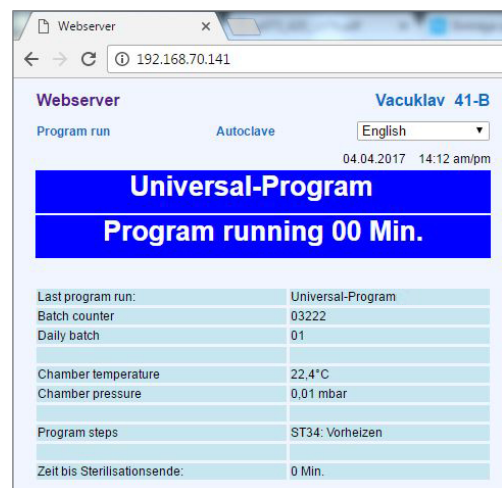 Webserver
192.168.70.141
Webserver Vacuklav 41-B
Program run Autoclave English
04.04.2017 14:12 am/pm
Universal-Program
Program running 00 Min.
Last program run: Universal-Program
Batch counter 03222
Daily batch 01
Chamber temperature 22,4°C
Chamber pressure 0,01 mbar
Program steps ST34: Vorheizen
Zeit bis Sterilisationsende: 0 Min.